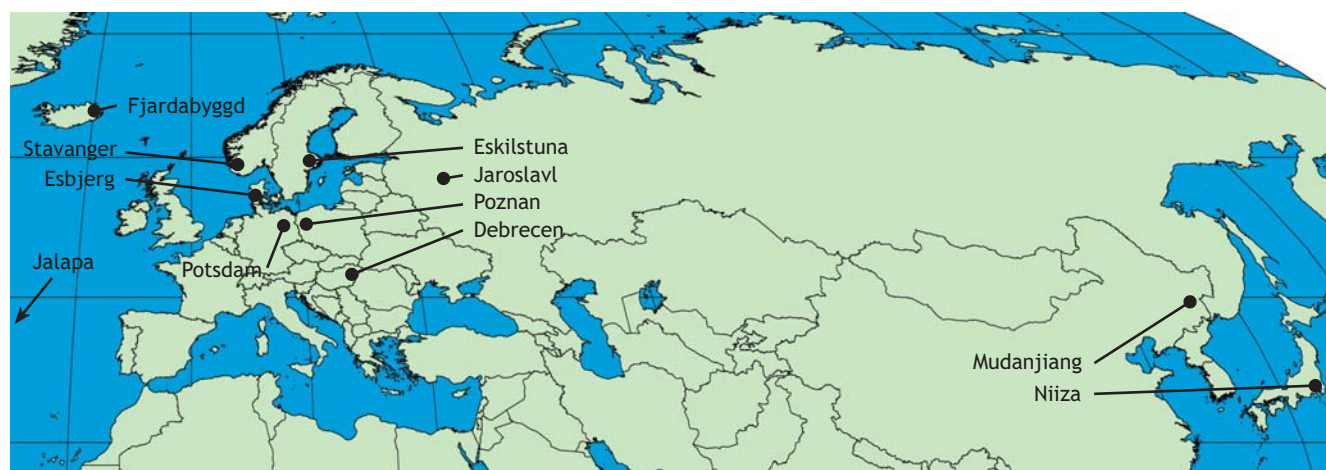 Fjardabyggd
Stavanger
Eskilstuna
Esbjerg
Jaroslavl
Poznan
Debrecen
Jalapa
Potsdam
Mudanjiang
Niiza